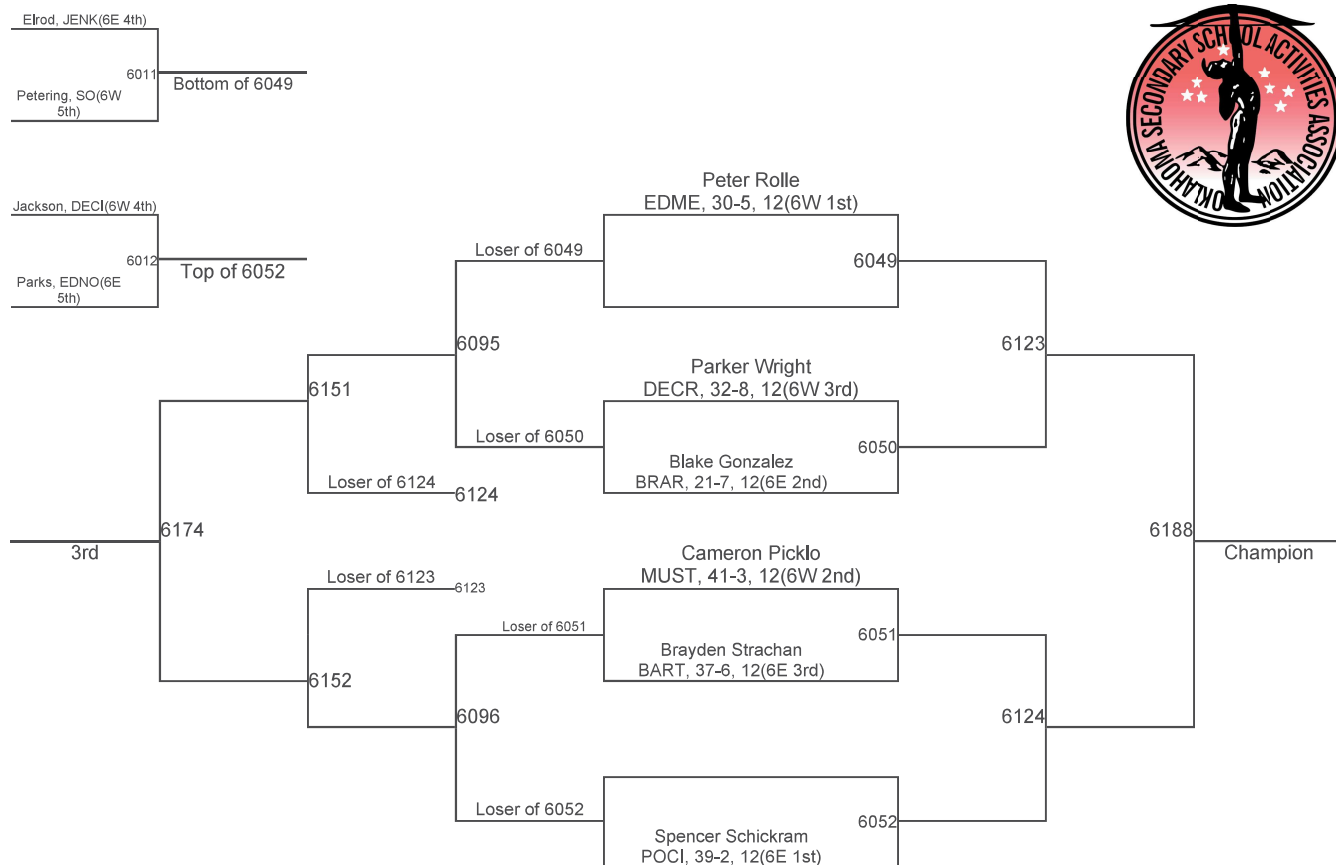 Elrod, JENK(6E 4th)
6011
Bottom of 6049
Petering, SO(6W
5th)
Jackson, DECI(6W 4th)
6012
Top of 6052
Parks, EDNO(6E
5th)
OKLAHOMA SECONDARY SCHOOL ACTIVITIES ASSOCIATION
Peter Rolle
EDME, 30-5, 12(6W 1st)
Loser of 6049
6049
6095
6123
Parker Wright
DECR, 32-8, 12(6W 3rd)
6151
Loser of 6050
6050
Blake Gonzalez
BRAR, 21-7, 12(6E 2nd)
Loser of 6124
6124
6174
3rd
6188
Champion
Cameron Picklo
MUST, 41-3, 12(6W 2nd)
Loser of 6123
6123
Loser of 6051
6051
Brayden Strachan
BART, 37-6, 12(6E 3rd)
6152
6096
6124
Loser of 6052
6052
Spencer Schickram
POCI, 39-2, 12(6E 1st)